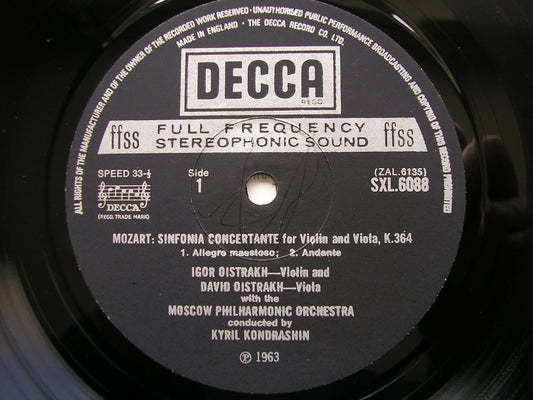 ALL RIGHTS OF THE MANUFACTURER AND OF THE OWNER OF THE RECORDED WORK RESERVED · UNAUTHORISED PUBLIC PERFORMANCE BROADCASTING AND COPYING OF THIS RECORD PROHIBITED
MADE IN ENGLAND · THE DECCA RECORD CO. LTD.
DECCA
REGD
ffss FULL FREQUENCY STEREOPHONIC SOUND ffss
SPEED 33-⅓
Side
1
(ZAL.6135)
SXL.6088
DECCA
(REGD. TRADE MARK)
MOZART: SINFONIA CONCERTANTE for Violin and Viola, K.364
1. Allegro maestoso; 2. Andante
IGOR OISTRAKH—Violin and
DAVID OISTRAKH—Viola
with the
MOSCOW PHILHARMONIC ORCHESTRA
conducted by
KYRIL KONDRASHIN
℗ 1963